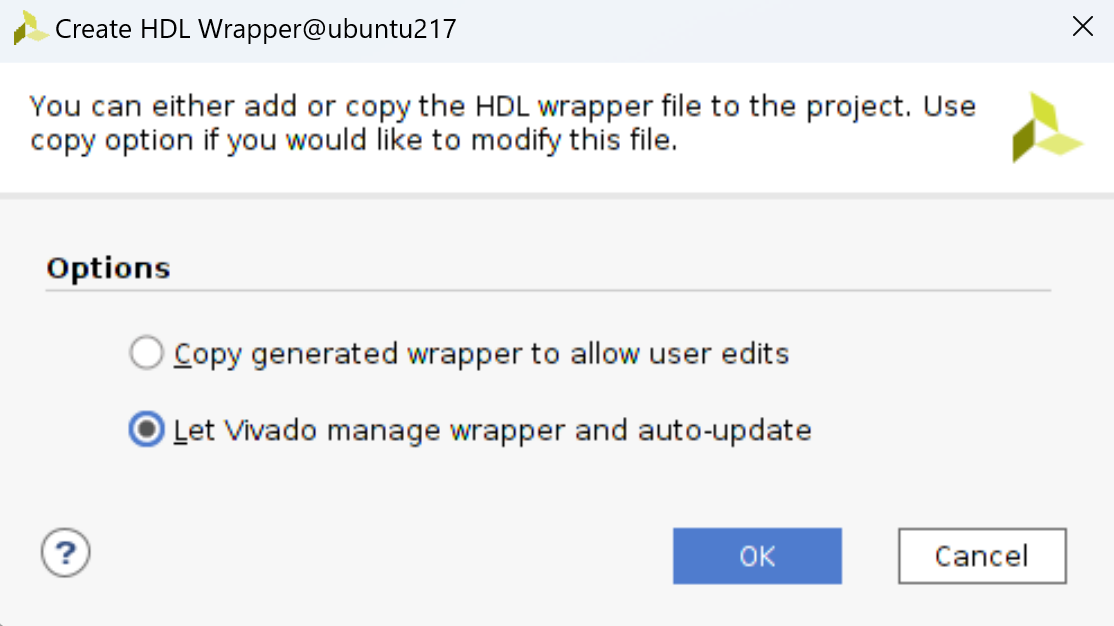 Create HDL Wrapper@ubuntu217
You can either add or copy the HDL wrapper file to the project. Use
copy option if you would like to modify this file.
Options
Copy generated wrapper to allow user edits
Let Vivado manage wrapper and auto-update
?
OK
Cancel